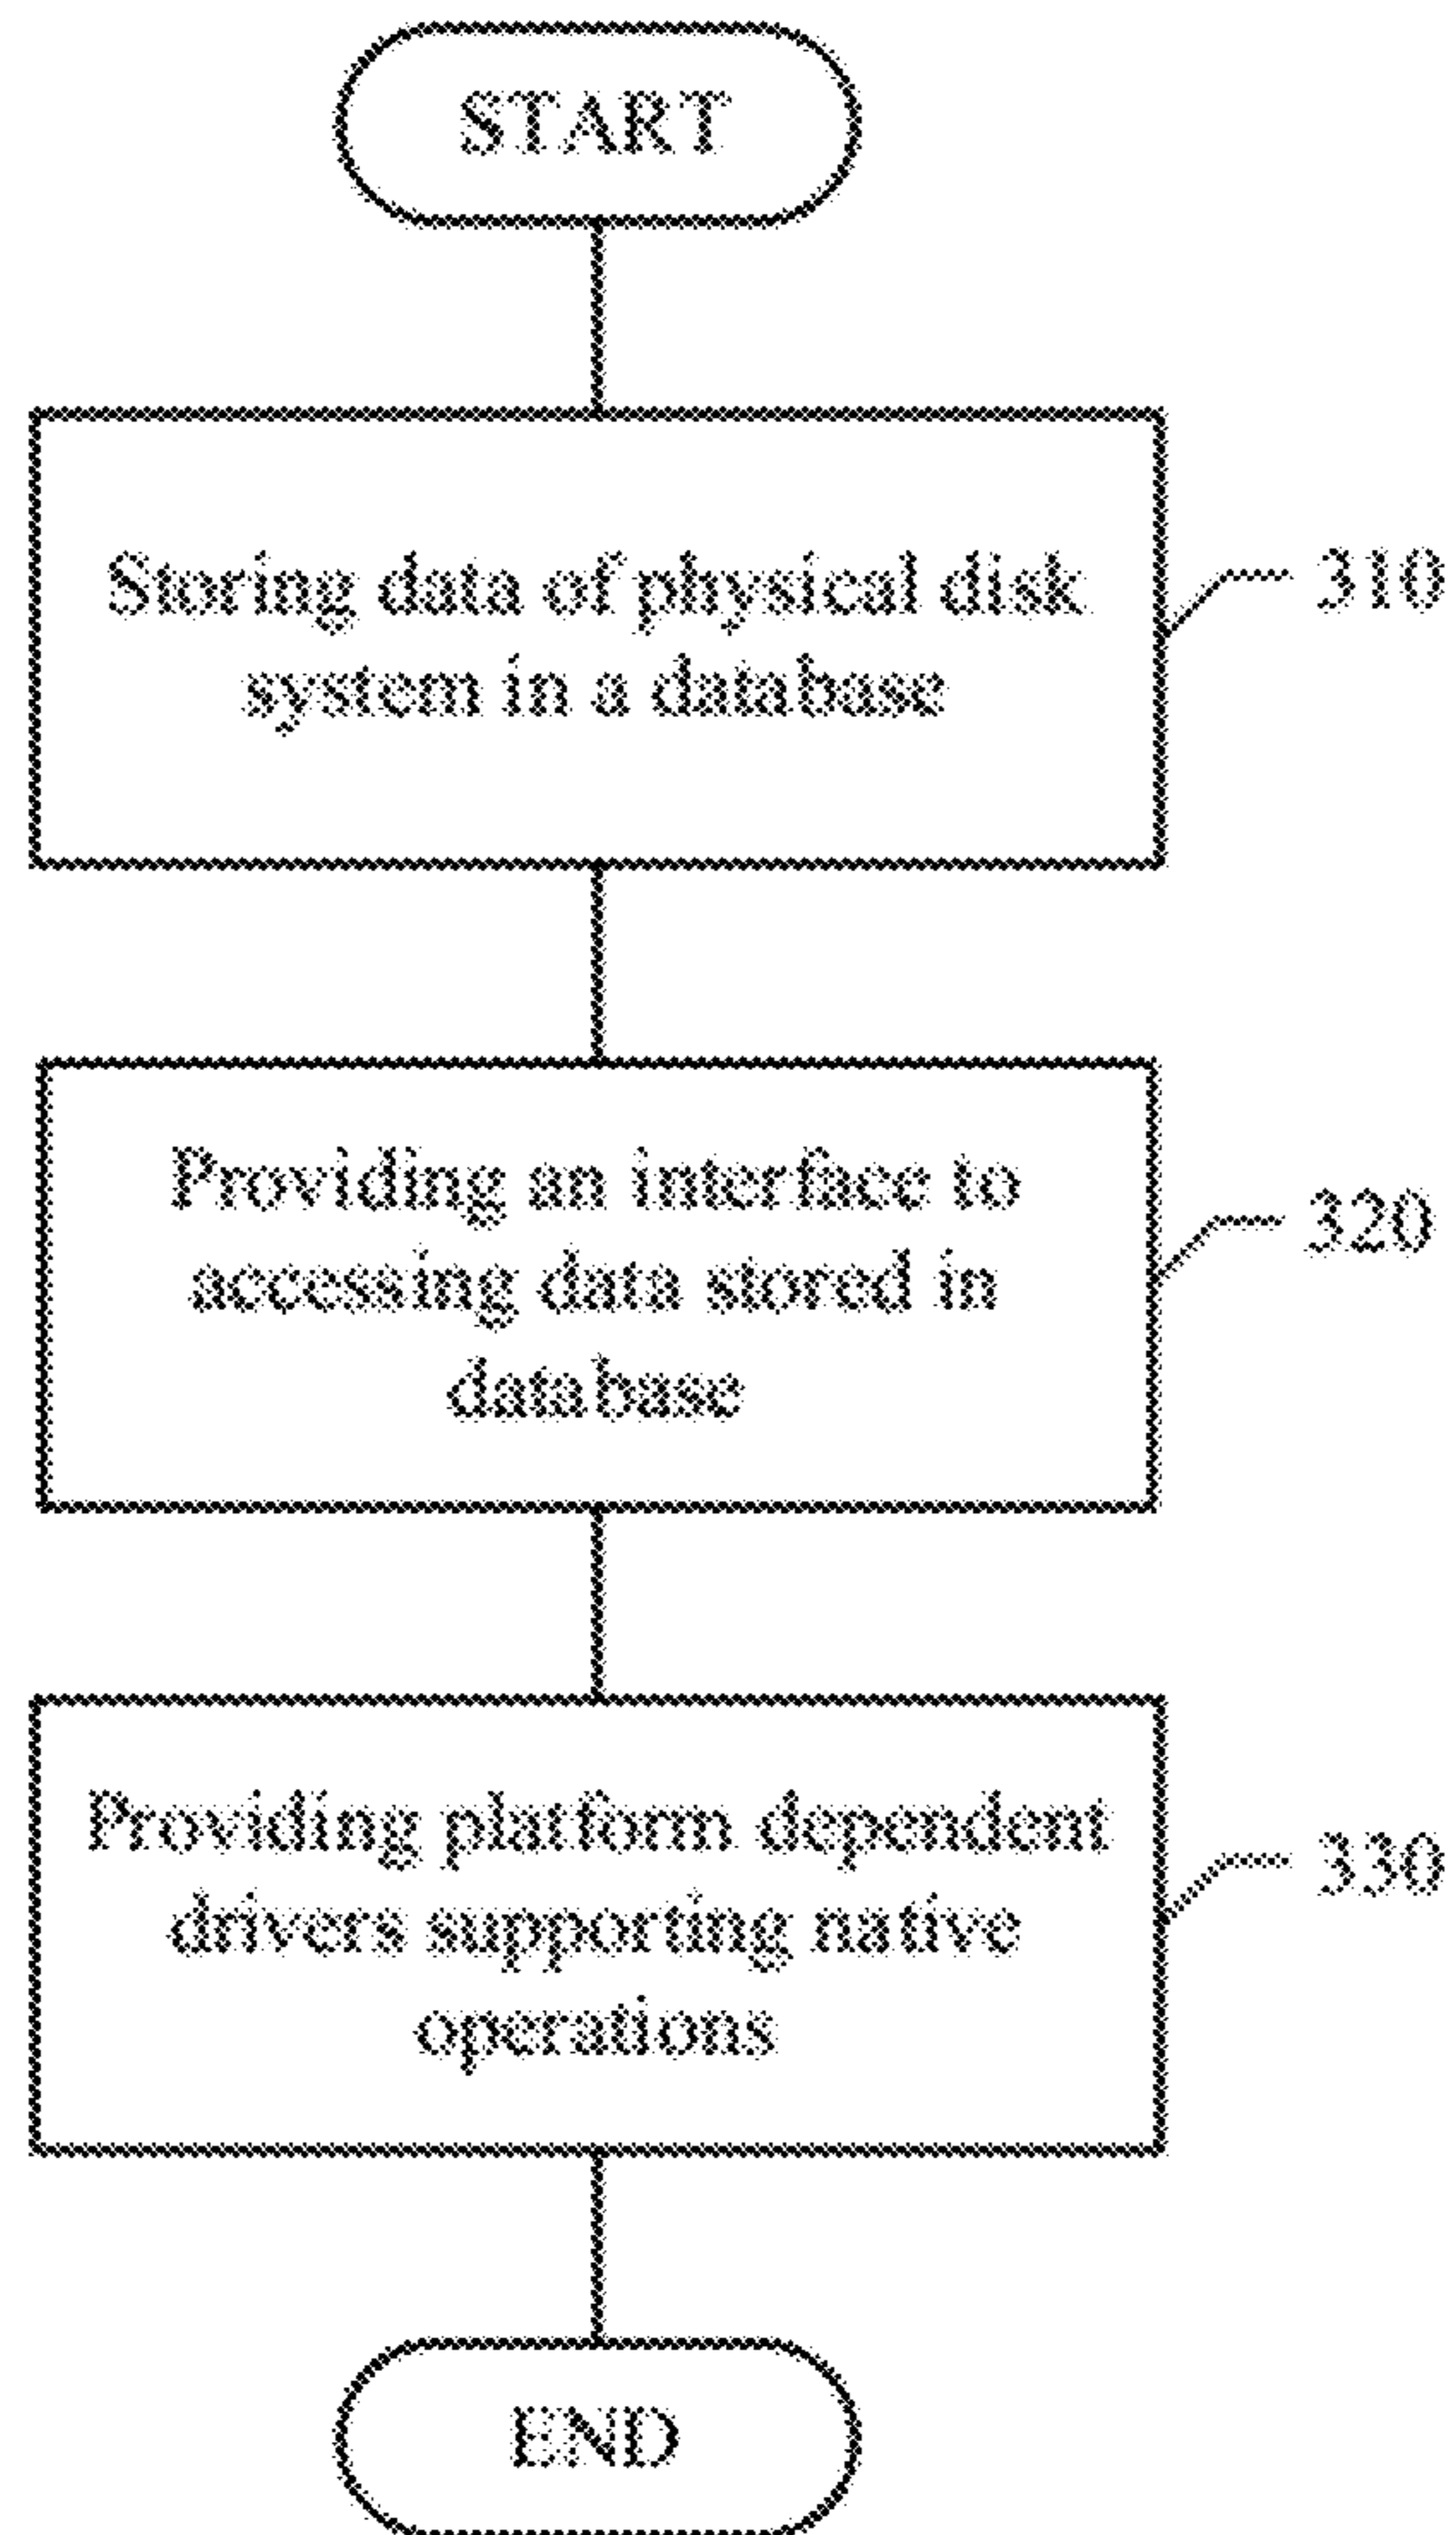 START
Storing data of physical disk
system in a database
310
Providing an interface to
accessing data stored in
database
320
Providing platform dependent
drivers supporting native
operations
330
END